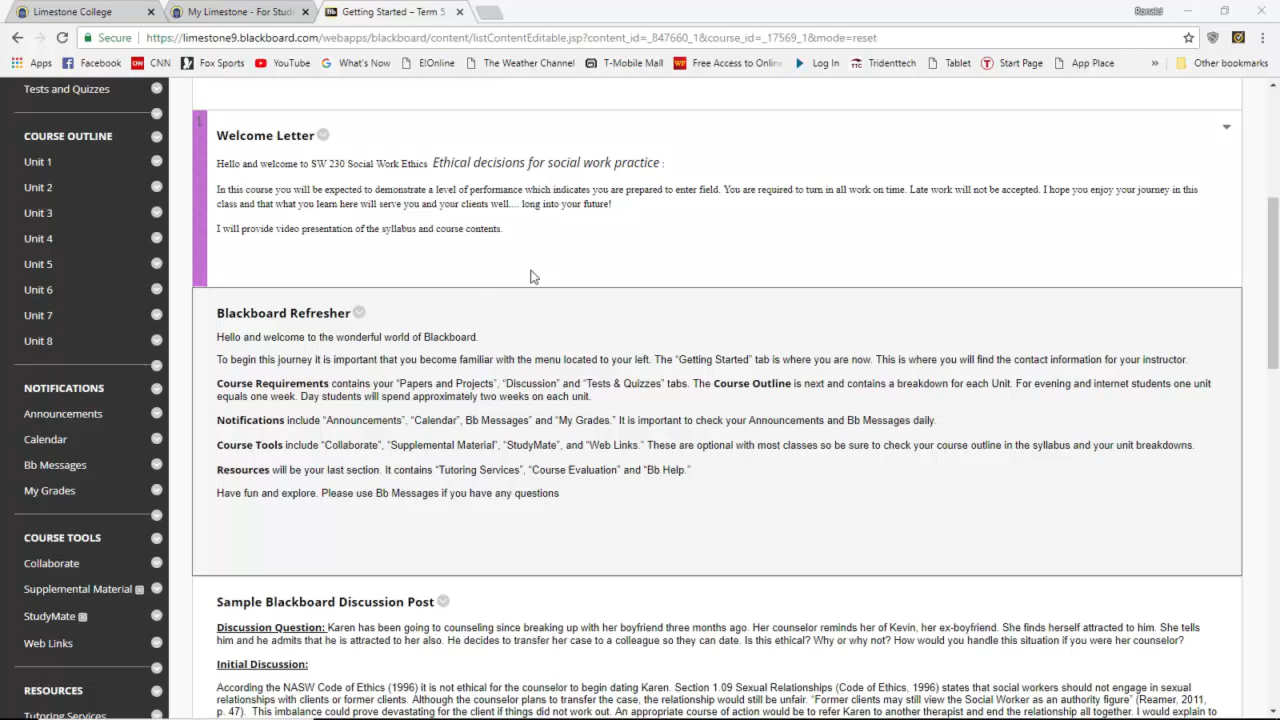 Limestone College
My Limestone - For Stude
Getting Started – Term 5
Ronald
Secure
https://limestone9.blackboard.com/webapps/blackboard/content/listContentEditable.jsp?content_id=_847660_1&course_id=_17569_1&mode=reset
Apps Facebook CNN Fox Sports YouTube What's Now EIOnline The Weather Channel T-Mobile Mall Free Access to Online Log In Tridenttech Tablet Start Page App Place » Other bookmarks
Tests and Quizzes
COURSE OUTLINE
Unit 1
Unit 2
Unit 3
Unit 4
Unit 5
Unit 6
Unit 7
Unit 8
NOTIFICATIONS
Announcements
Calendar
Bb Messages
My Grades
COURSE TOOLS
Collaborate
Supplemental Material
StudyMate
Web Links
RESOURCES
Tutoring Services
Welcome Letter
Hello and welcome to SW 230 Social Work Ethics Ethical decisions for social work practice :
In this course you will be expected to demonstrate a level of performance which indicates you are prepared to enter field. You are required to turn in all work on time. Late work will not be accepted. I hope you enjoy your journey in this
class and that what you learn here will serve you and your clients well.... long into your future!
I will provide video presentation of the syllabus and course contents.
Blackboard Refresher
Hello and welcome to the wonderful world of Blackboard.
To begin this journey it is important that you become familiar with the menu located to your left. The “Getting Started” tab is where you are now. This is where you will find the contact information for your instructor.
Course Requirements contains your “Papers and Projects”, “Discussion” and “Tests & Quizzes” tabs. The Course Outline is next and contains a breakdown for each Unit. For evening and internet students one unit
equals one week. Day students will spend approximately two weeks on each unit.
Notifications include “Announcements”, “Calendar”, Bb Messages” and “My Grades.” It is important to check your Announcements and Bb Messages daily.
Course Tools include “Collaborate”, “Supplemental Material”, “StudyMate”, and “Web Links.” These are optional with most classes so be sure to check your course outline in the syllabus and your unit breakdowns.
Resources will be your last section. It contains “Tutoring Services”, “Course Evaluation” and “Bb Help.”
Have fun and explore. Please use Bb Messages if you have any questions
Sample Blackboard Discussion Post
Discussion Question: Karen has been going to counseling since breaking up with her boyfriend three months ago. Her counselor reminds her of Kevin, her ex-boyfriend. She finds herself attracted to him. She tells
him and he admits that he is attracted to her also. He decides to transfer her case to a colleague so they can date. Is this ethical? Why or why not? How would you handle this situation if you were her counselor?
Initial Discussion:
According the NASW Code of Ethics (1996) it is not ethical for the counselor to begin dating Karen. Section 1.09 Sexual Relationships (Code of Ethics, 1996) states that social workers should not engage in sexual
relationships with clients or former clients. Although the counselor plans to transfer the case, the relationship would still be unfair. “Former clients may still view the Social Worker as an authority figure” (Reamer, 2011,
p. 47). This imbalance could prove devastating for the client if things did not work out. An appropriate course of action would be to refer Karen to another therapist and end the relationship all together. I would explain to